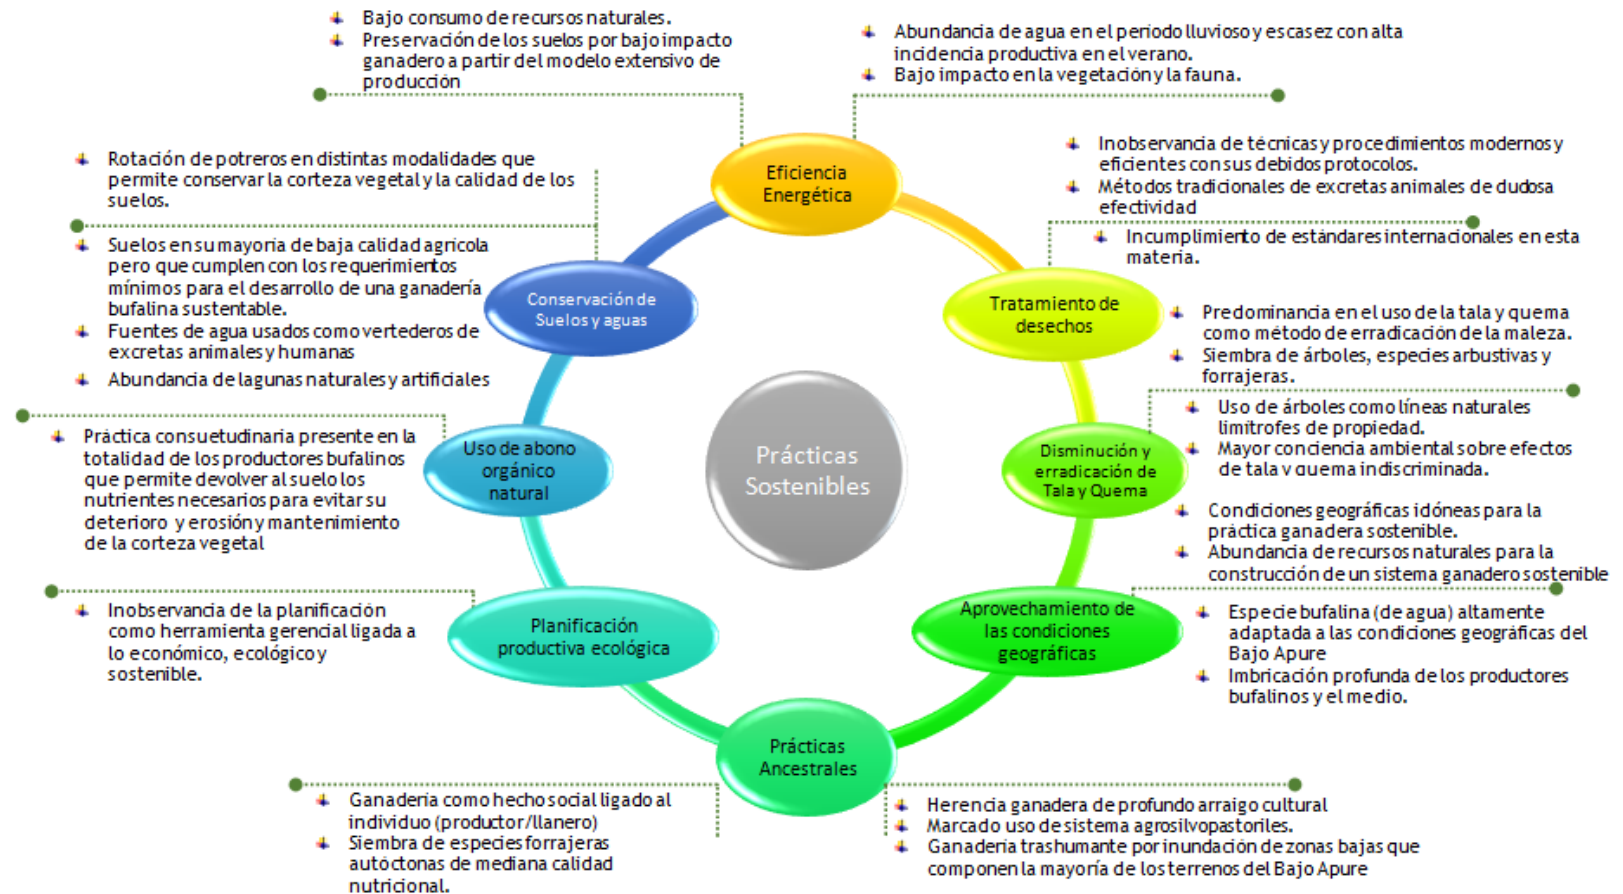 Bajo consumo de recursos naturales.
Preservación de los suelos por bajo impacto
ganadero a partir del modelo extensivo de
producción
Abundancia de agua en el período lluvioso y escasez con alta
incidencia productiva en el verano.
Bajo impacto en la vegetación y la fauna.
Eficiencia
Energética
Inobservancia de técnicas y procedimientos modernos y
eficientes con sus debidos protocolos.
Métodos tradicionales de excretas animales de dudosa
efectividad
Incumplimiento de estándares internacionales en esta
materia.
Tratamiento de
desechos
Rotación de potreros en distintas modalidades que
permite conservar la corteza vegetal y la calidad de los
suelos.
Suelos en su mayoría de baja calidad agrícola
pero que cumplen con los requerimientos
mínimos para el desarrollo de una ganadería
bufalina sustentable.
Fuentes de agua usados como vertederos de
excretas animales y humanas
Abundancia de lagunas naturales y artificiales
Conservación de
Suelos y aguas
Predominancia en el uso de la tala y quema
como método de erradicación de la maleza.
Siembra de árboles, especies arbustivas y
forrajeras.
Uso de árboles como líneas naturales
limítrofes de propiedad.
Mayor conciencia ambiental sobre efectos
de tala y quema indiscriminada.
Disminución y
erradicación de
Tala y Quema
Prácticas
Sostenibles
Uso de abono
orgánico
natural
Práctica consuetudinaria presente en la
totalidad de los productores bufalinos
que permite devolver al suelo los
nutrientes necesarios para evitar su
deterioro y erosión y mantenimiento
de la corteza vegetal
Condiciones geográficas idóneas para la
práctica ganadera sostenible.
Abundancia de recursos naturales para la
construcción de un sistema ganadero sostenible
Especie bufalina (de agua) altamente
adaptada a las condiciones geográficas del
Bajo Apure
Imbricación profunda de los productores
bufalinos y el medio.
Aprovechamiento de
las condiciones
geográficas
Inobservancia de la planificación
como herramienta gerencial ligada a
lo económico, ecológico y
sostenible.
Planificación
productiva ecológica
Prácticas
Ancestrales
Ganadería como hecho social ligado al
individuo (productor/llanero)
Siembra de especies forrajeras
autóctonas de mediana calidad
nutricional.
Herencia ganadera de profundo arraigo cultural
Marcado uso de sistema agrosilvopastoriles.
Ganadería trashumante por inundación de zonas bajas que
componen la mayoría de los terrenos del Bajo Apure